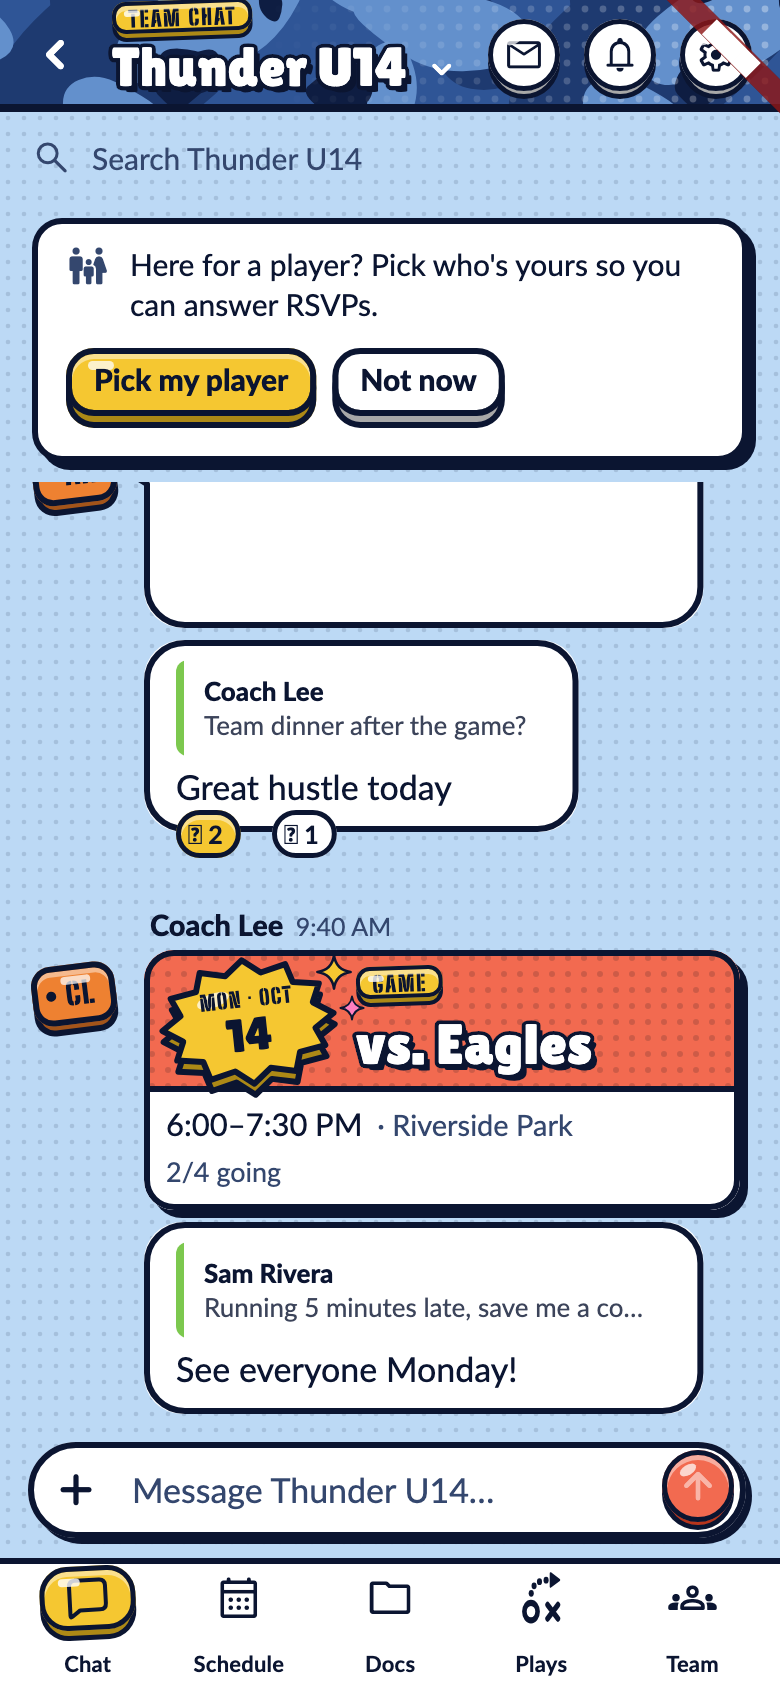 TEAM CHAT
Thunder U14
Search Thunder U14
Here for a player? Pick who's yours so you
can answer RSVPs.
Pick my player
Not now
Coach Lee
Team dinner after the game?
Great hustle today
2
1
Coach Lee 9:40 AM
CL
MON · OCT
14
GAME
vs. Eagles
6:00–7:30 PM · Riverside Park
2/4 going
Sam Rivera
Running 5 minutes late, save me a co...
See everyone Monday!
Message Thunder U14...
Chat
Schedule
Docs
Plays
Team